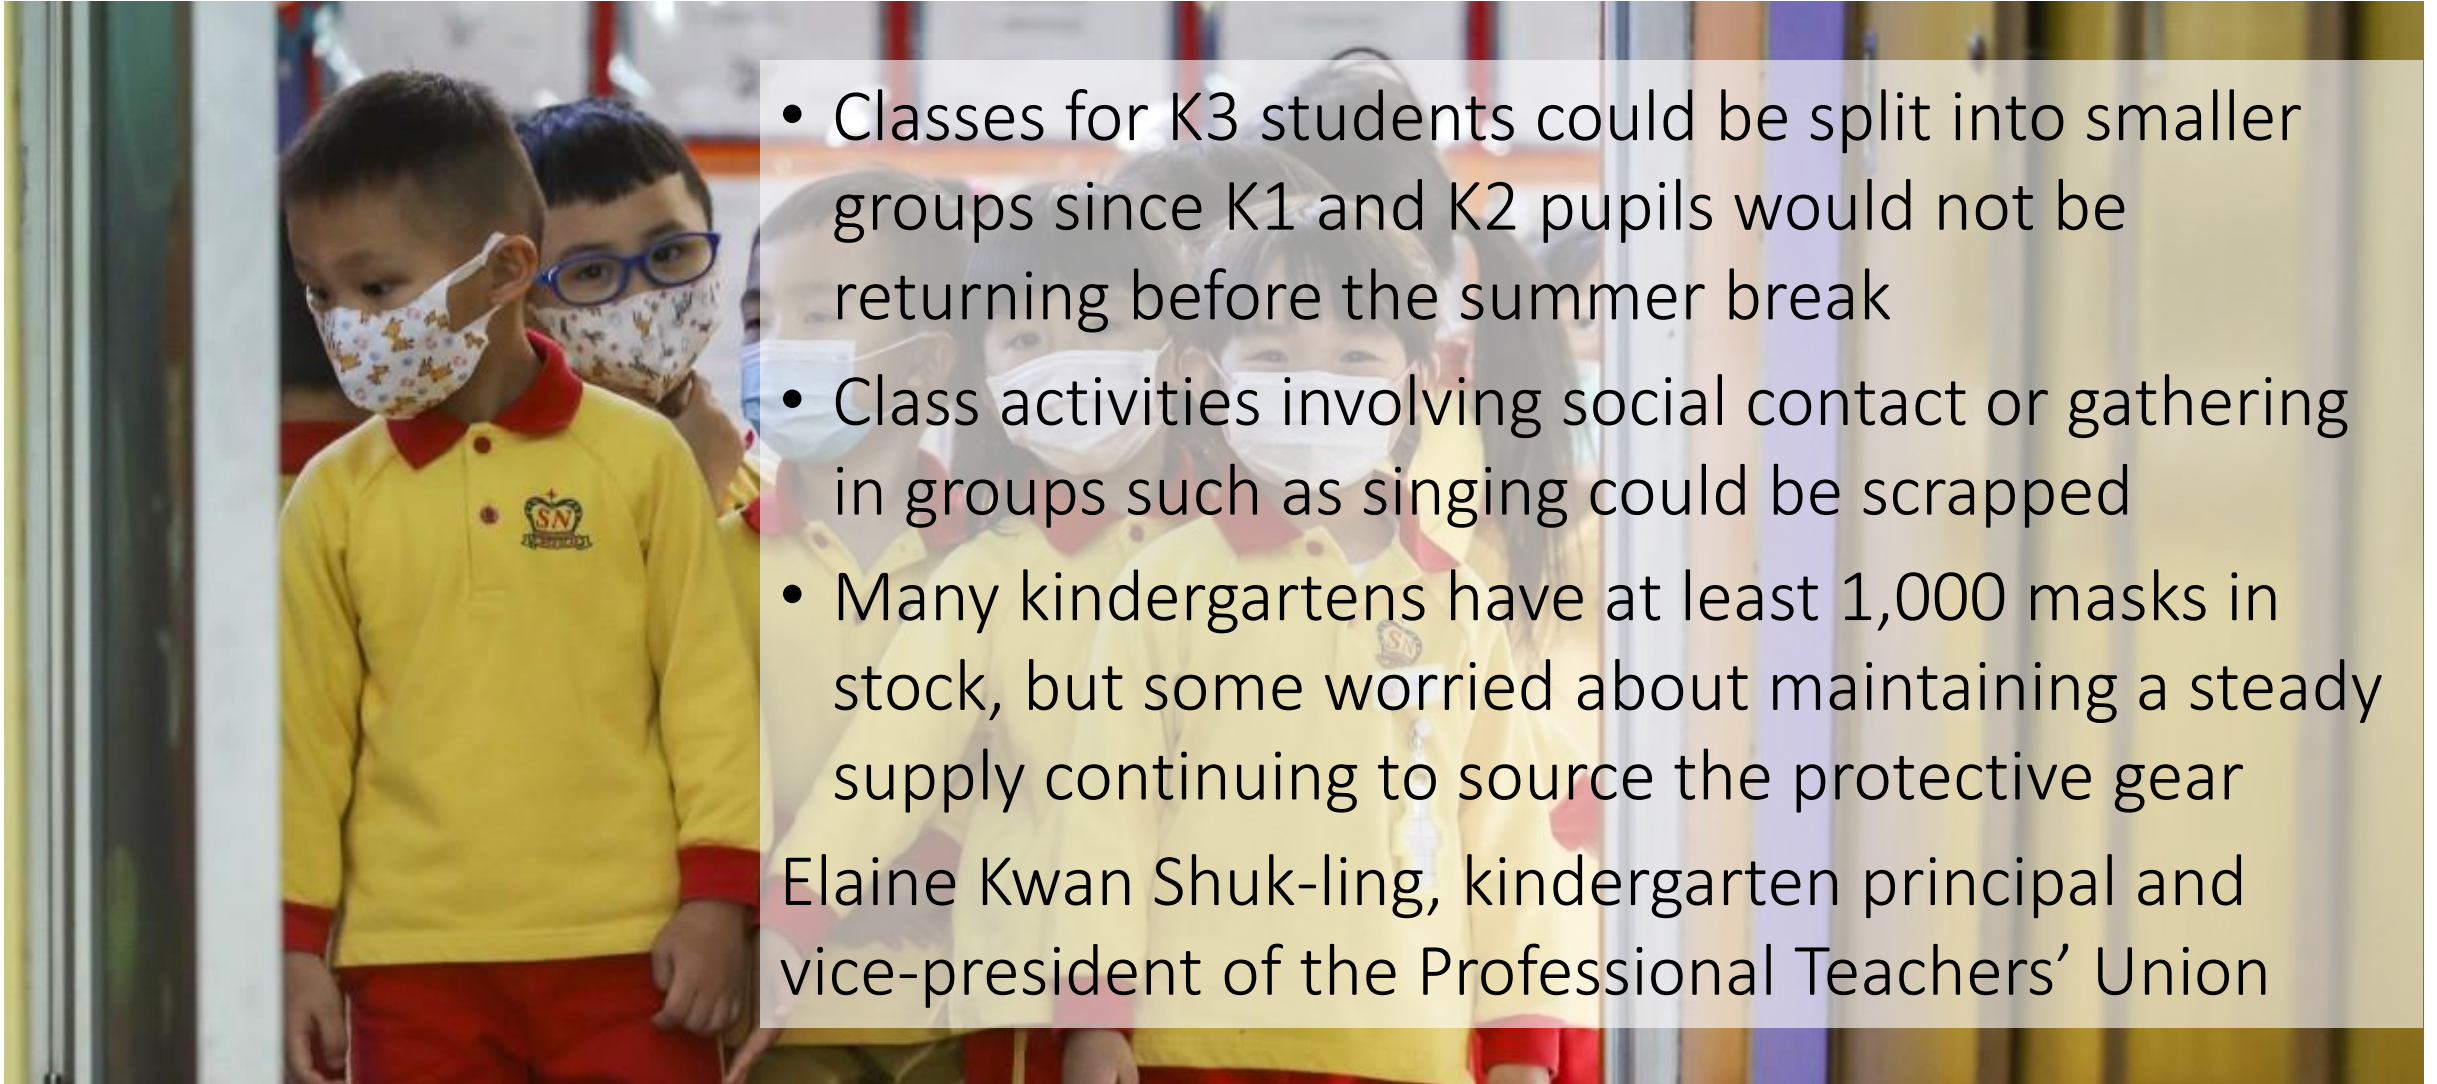 • Classes for K3 students could be split into smaller
groups since K1 and K2 pupils would not be
returning before the summer break
• Class activities involving social contact or gathering
in groups such as singing could be scrapped
• Many kindergartens have at least 1,000 masks in
stock, but some worried about maintaining a steady
supply continuing to source the protective gear
Elaine Kwan Shuk-ling, kindergarten principal and
vice-president of the Professional Teachers’ Union
SN
SN